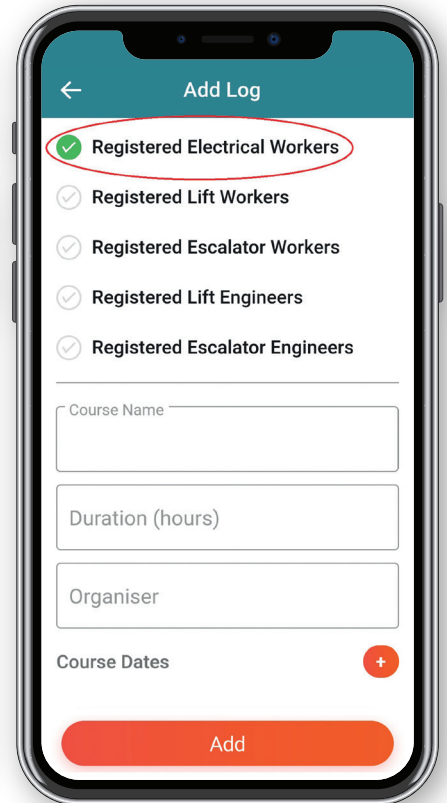 Add Log
Registered Electrical Workers
Registered Lift Workers
Registered Escalator Workers
Registered Lift Engineers
Registered Escalator Engineers
Course Name
Duration (hours)
Organiser
Course Dates
+
Add